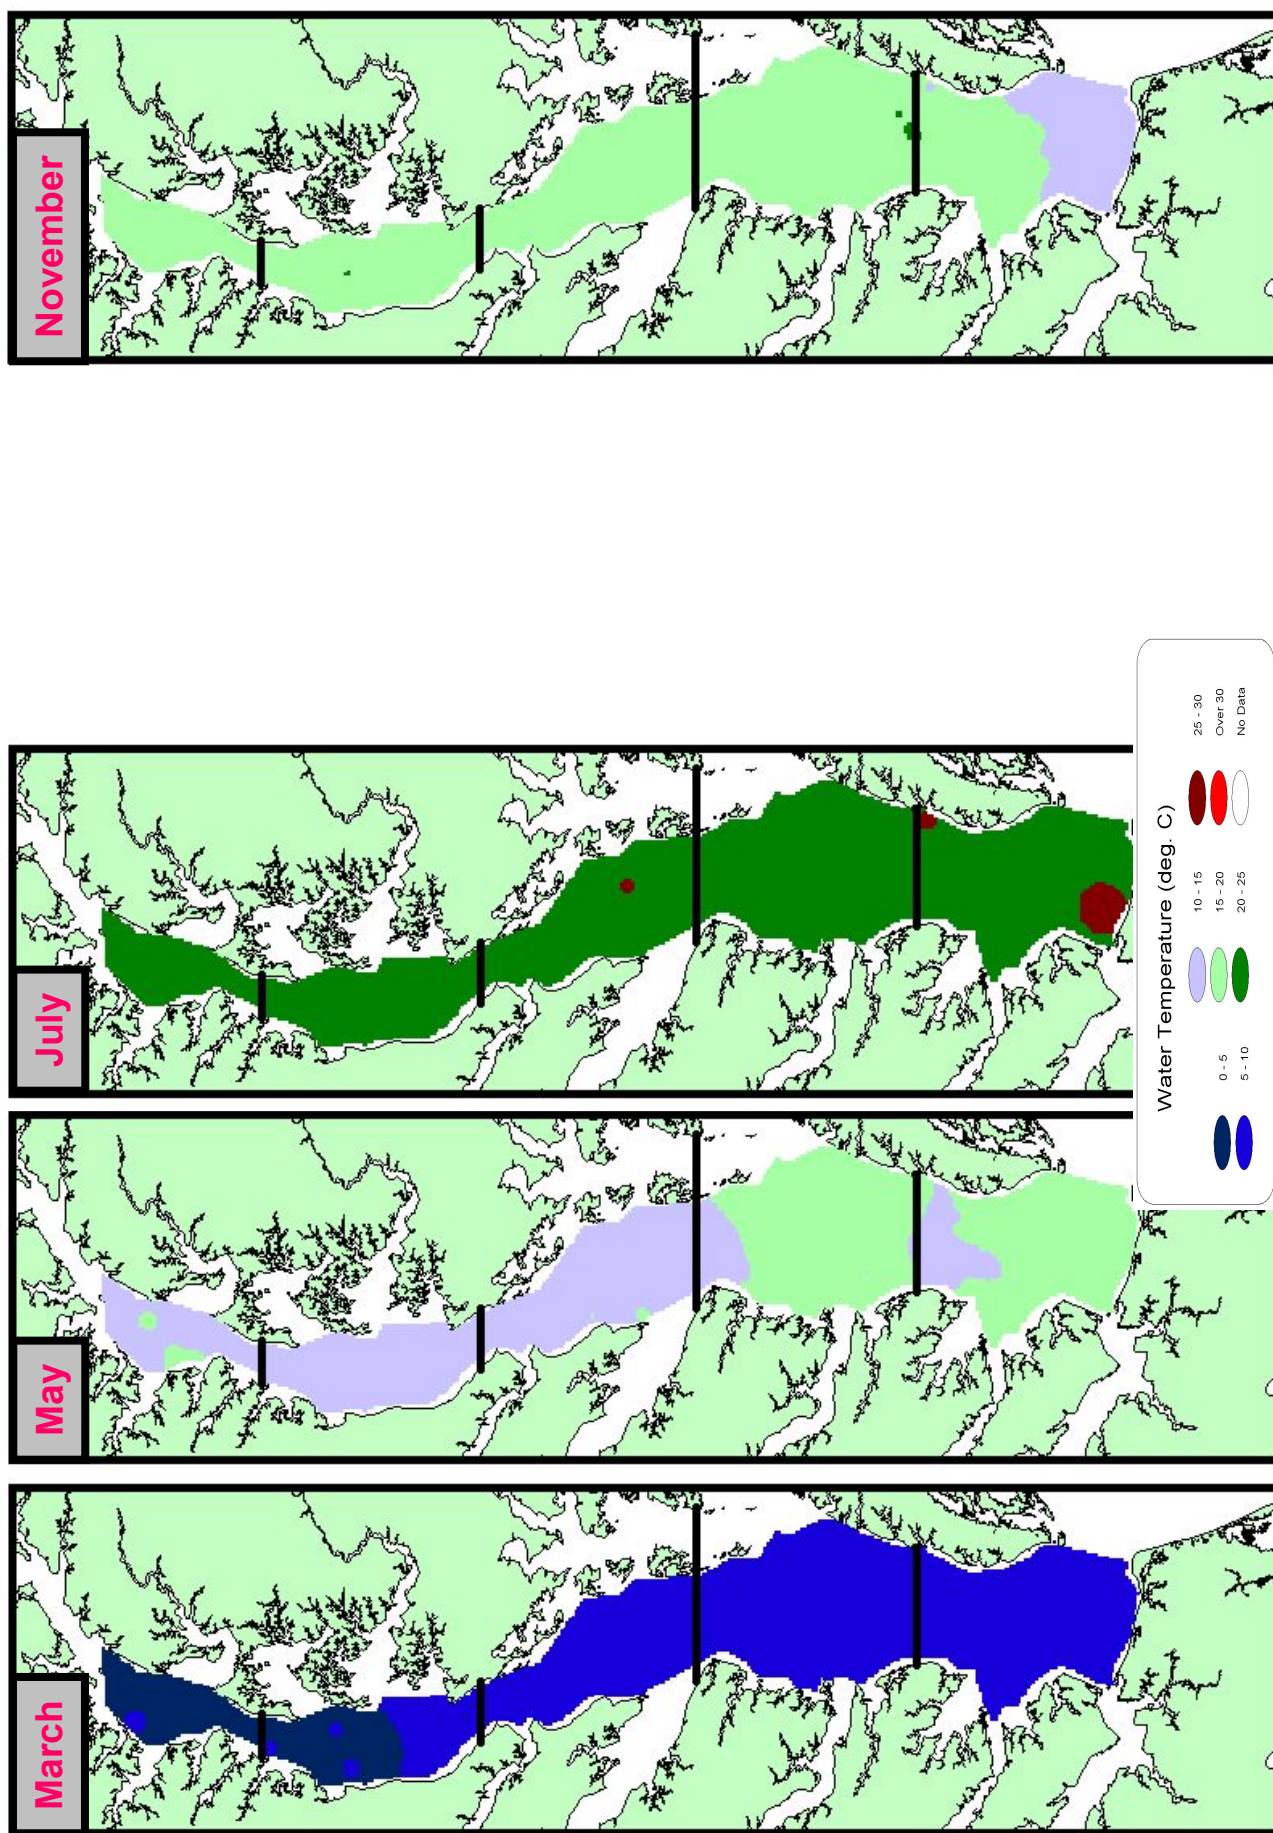 March
May
July
November
Water Temperature (deg. C)
0 - 5
5 - 10
10 - 15
15 - 20
20 - 25
25 - 30
Over 30
No Data